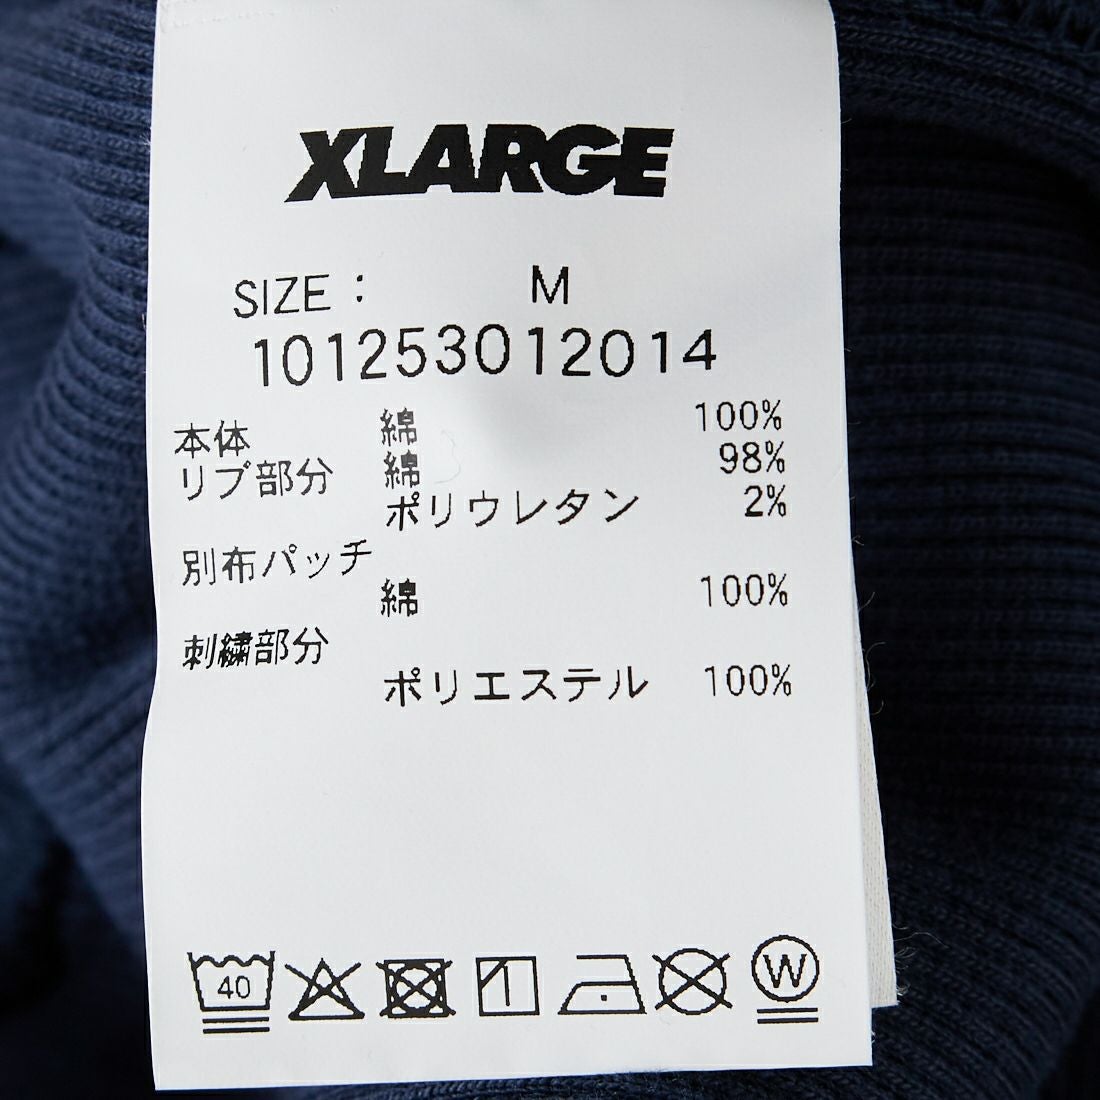 XLARGE
SIZE : M
101253012014
本体 綿 100%
リブ部分 綿 98%
ポリウレタン 2%
別布パッチ
綿 100%
刺繍部分
ポリエステル 100%
40 W